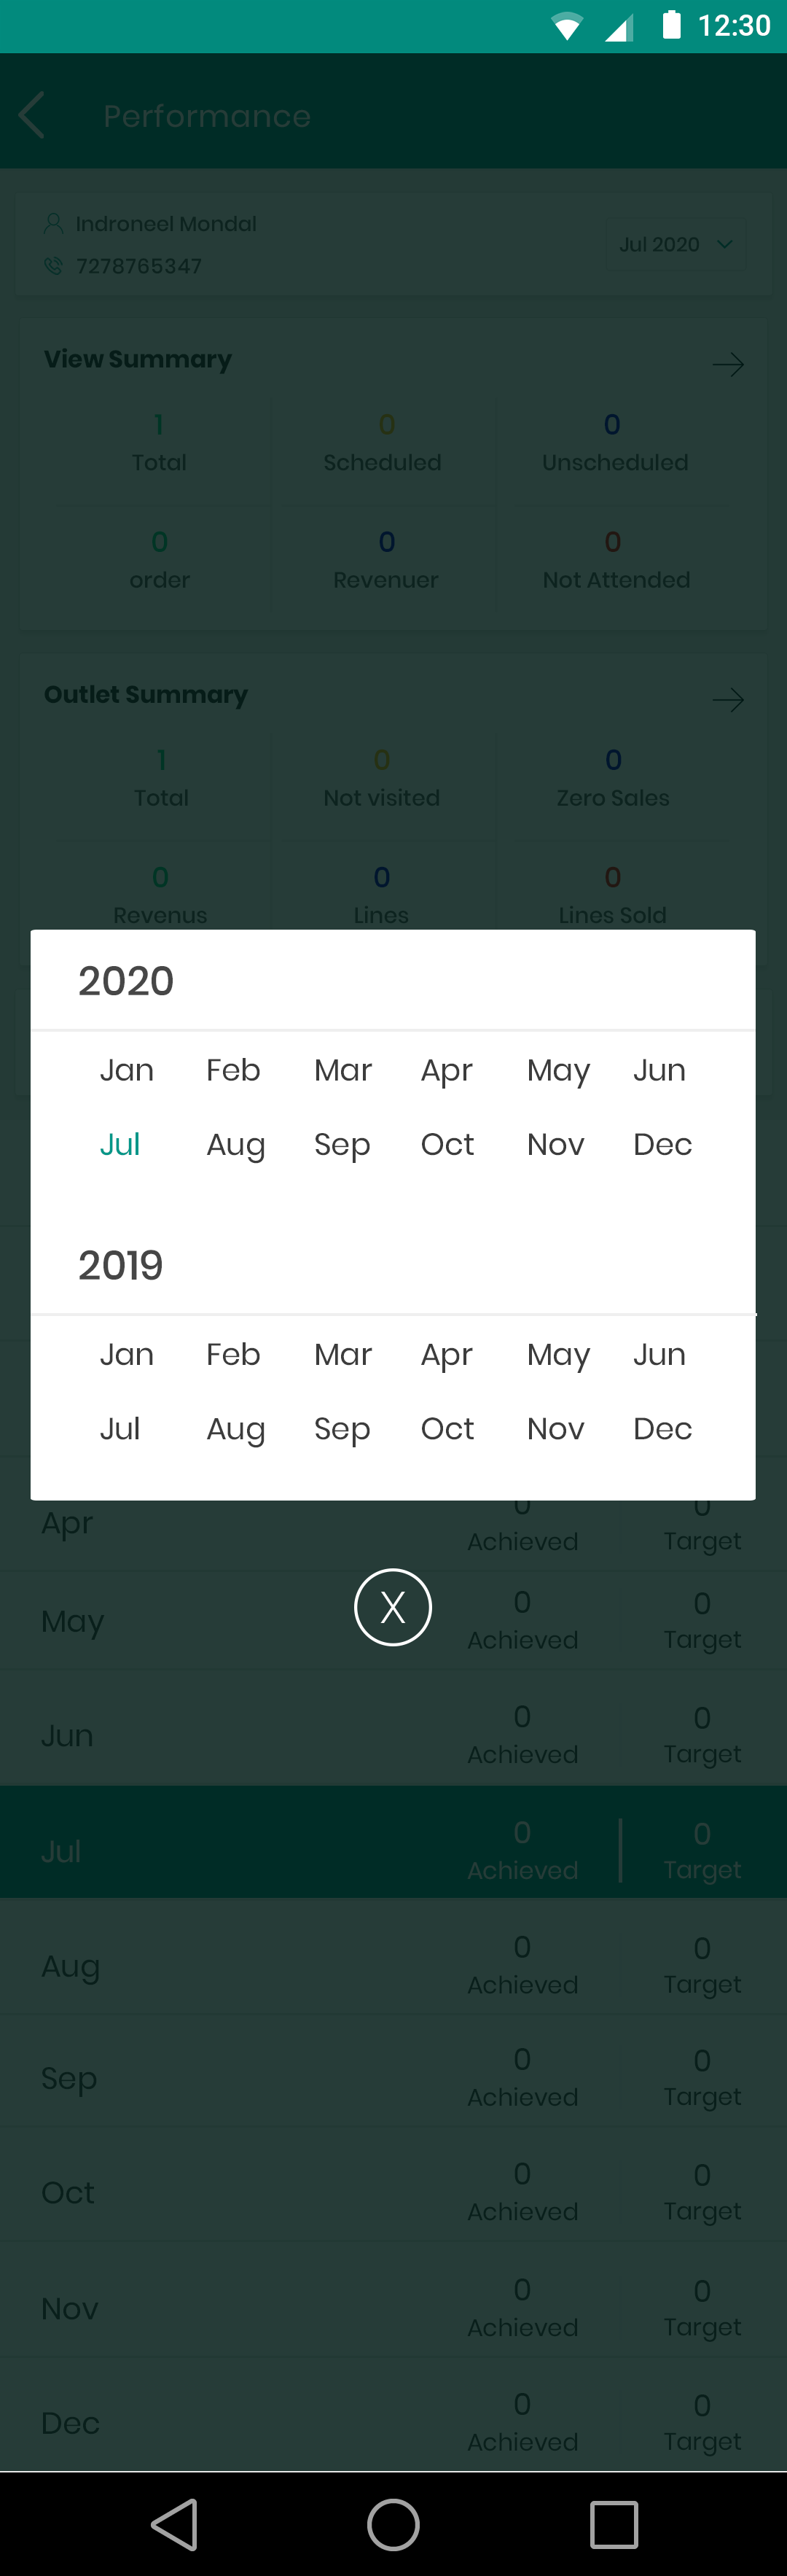 12:30
Performance
Indroneel Mondal
Jul 2020
7278765347
View Summary
1 0 0
Total Scheduled Unscheduled
0 0 0
order Revenuer Not Attended
Outlet Summary
1 0 0
Total Not visited Zero Sales
0 0 0
Revenus Lines Lines Sold
2020
Jan Feb Mar Apr May Jun
Jul Aug Sep Oct Nov Dec
2019
Jan Feb Mar Apr May Jun
Jul Aug Sep Oct Nov Dec
0 0
Apr Achieved Target
X
0 0
May Achieved Target
0 0
Jun Achieved Target
0 0
Jul Achieved Target
0 0
Aug Achieved Target
0 0
Sep Achieved Target
0 0
Oct Achieved Target
0 0
Nov Achieved Target
0 0
Dec Achieved Target